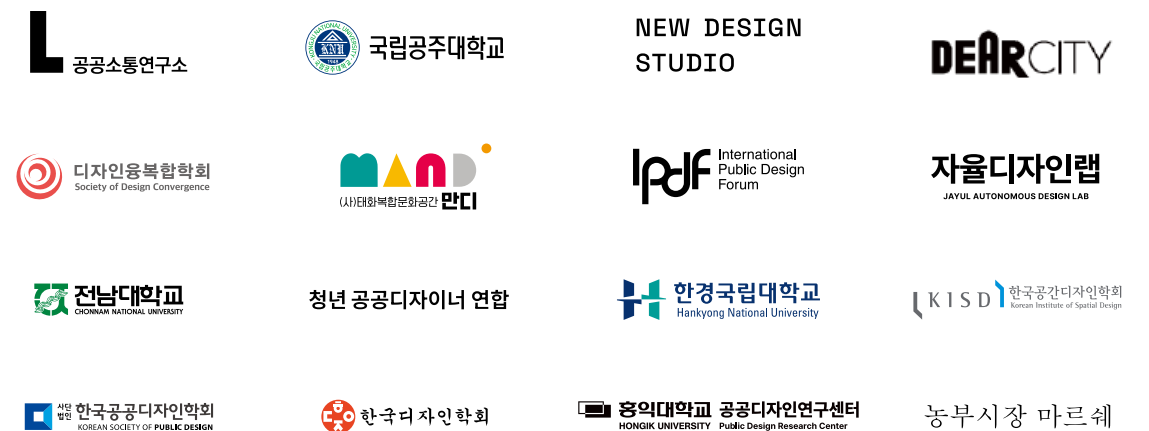 공공소통연구소
KNU
1948
국립공주대학교
NEW DESIGN
STUDIO
DEARCITY
디자인융복합학회
Society of Design Convergence
MAND
(사)태화복합문화공간 만디
IPdF
International
Public Design
Forum
자율디자인랩
JAYUL AUTONOMOUS DESIGN LAB
전남대학교
CHONNAM NATIONAL UNIVERSITY
청년 공공디자이너 연합
한경국립대학교
Hankyong National University
KISD
한국공간디자인학회
Korean Institute of Spatial Design
사단
법인
한국공공디자인학회
KOREAN SOCIETY OF PUBLIC DESIGN
한국디자인학회
홍익대학교 공공디자인연구센터
HONGIK UNIVERSITY Public Design Research Center
농부시장 마르쉐